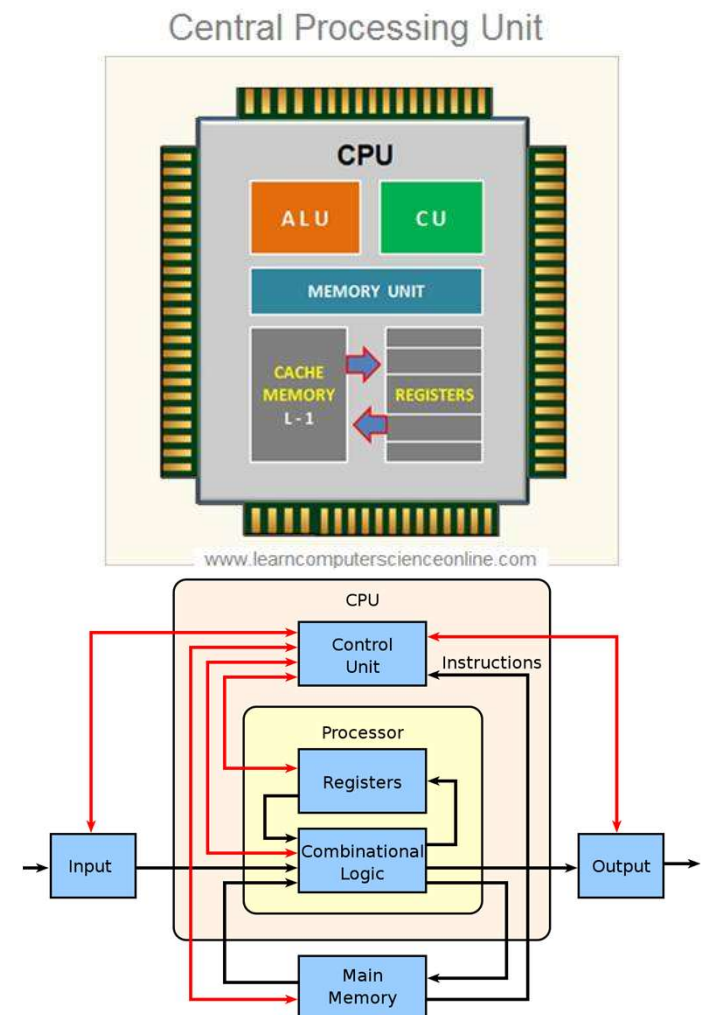 Central Processing Unit
CPU
ALU
CU
MEMORY UNIT
CACHE
MEMORY
L - 1
REGISTERS
www.learncomputerscienceonline.com
CPU
Control
Unit
Instructions
Processor
Registers
Combinational
Logic
Input
Output
Main
Memory